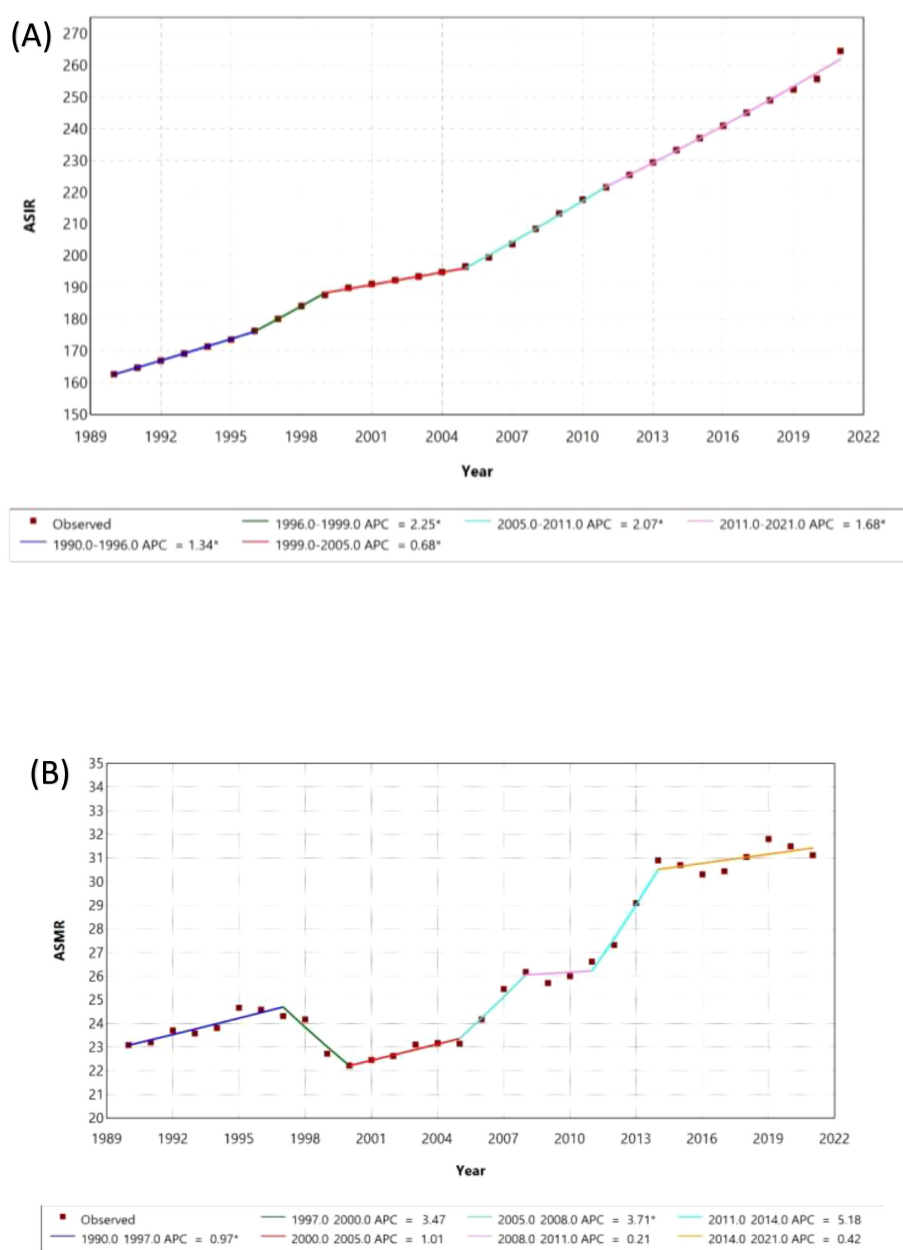 (A)
270
260
250
240
230
220
210
200
190
180
170
160
150
ASIR
1989 1992 1995 1998 2001 2004 2007 2010 2013 2016 2019 2022
Year
Observed 1996.0-1999.0 APC = 2.25* 2005.0-2011.0 APC = 2.07* 2011.0-2021.0 APC = 1.68*
1990.0-1996.0 APC = 1.34* 1999.0-2005.0 APC = 0.68*
(B)
35
34
33
32
31
30
29
28
27
26
25
24
23
22
21
20
ASMR
1989 1992 1995 1998 2001 2004 2007 2010 2013 2016 2019 2022
Year
Observed 1997.0 2000.0 APC = 3.47 2005.0 2008.0 APC = 3.71* 2011.0 2014.0 APC = 5.18
1990.0 1997.0 APC = 0.97* 2000.0 2005.0 APC = 1.01 2008.0 2011.0 APC = 0.21 2014.0 2021.0 APC = 0.42